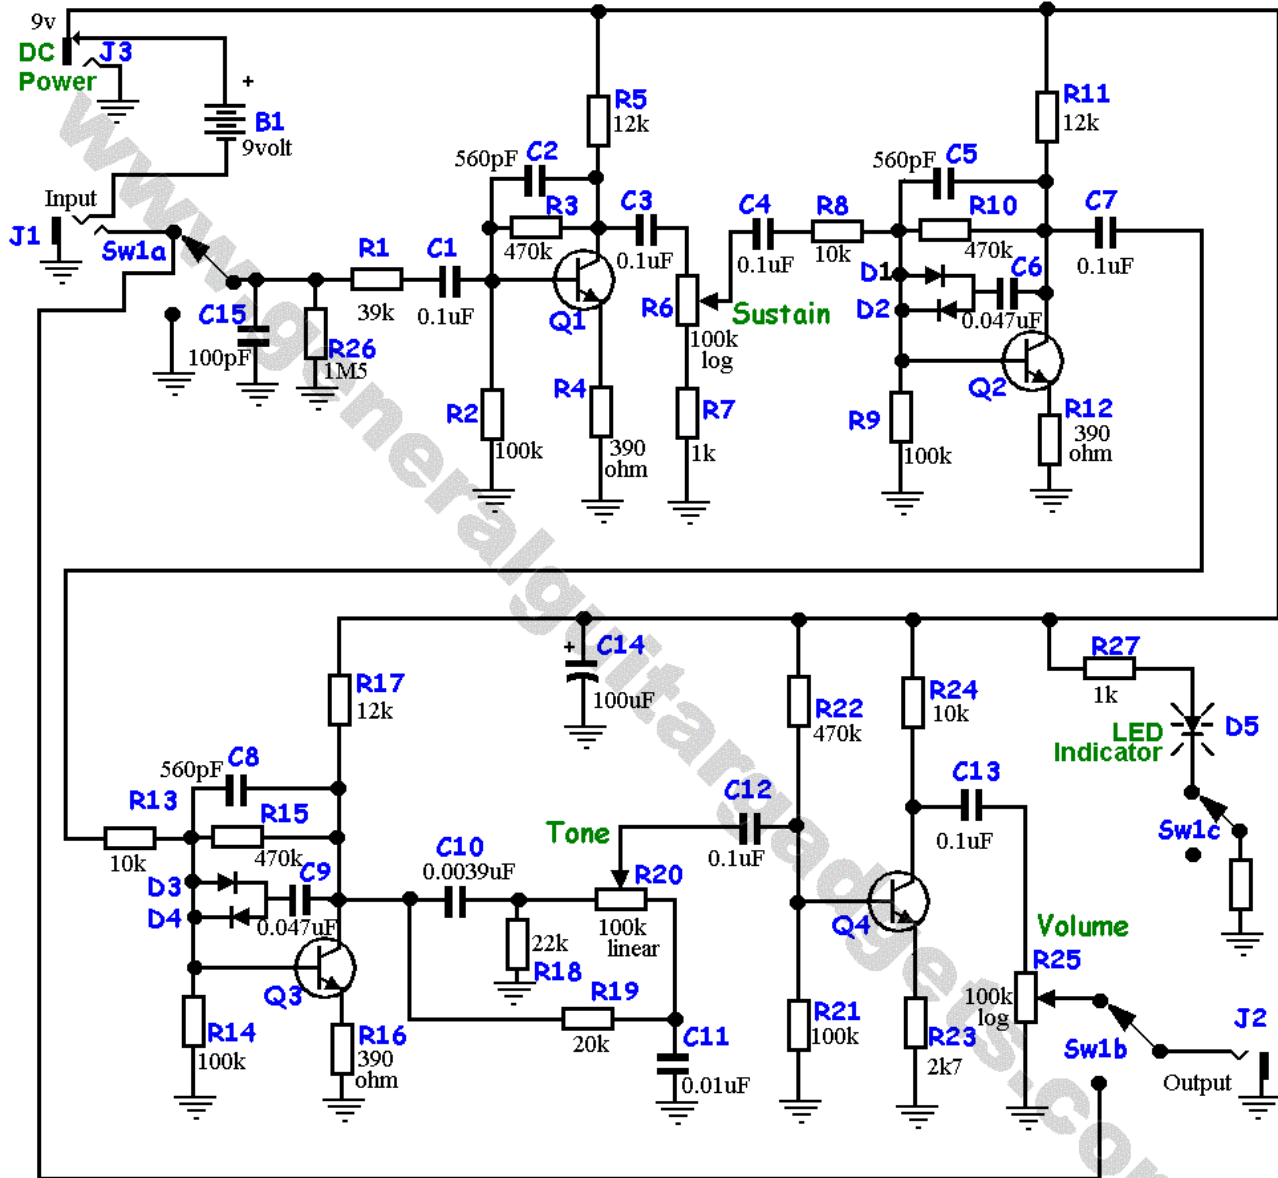 9v
DC
Power
J3
B1
9volt
+
Input
J1
Sw1a
C15
100pF
R26
1M5
R1
39k
C1
0.1uF
560pF
C2
R3
470k
Q1
R2
100k
R4
390
ohm
R5
12k
C3
0.1uF
R6
100k
log
Sustain
R7
1k
C4
0.1uF
R8
10k
560pF
C5
R10
470k
D1
D2
C6
0.047uF
Q2
R9
100k
R11
12k
C7
0.1uF
R12
390
ohm
R13
10k
560pF
C8
R15
470k
D3
D4
C9
0.047uF
Q3
R14
100k
R16
390
ohm
R17
12k
+
C14
100uF
C10
0.0039uF
22k
R18
Tone
R20
100k
linear
R19
20k
C11
0.01uF
C12
0.1uF
R22
470k
R21
100k
Q4
R24
10k
R23
2k7
C13
0.1uF
Volume
R25
100k
log
R27
1k
LED
Indicator
D5
Sw1c
Sw1b
J2
Output
www.generalguitargadgets.com